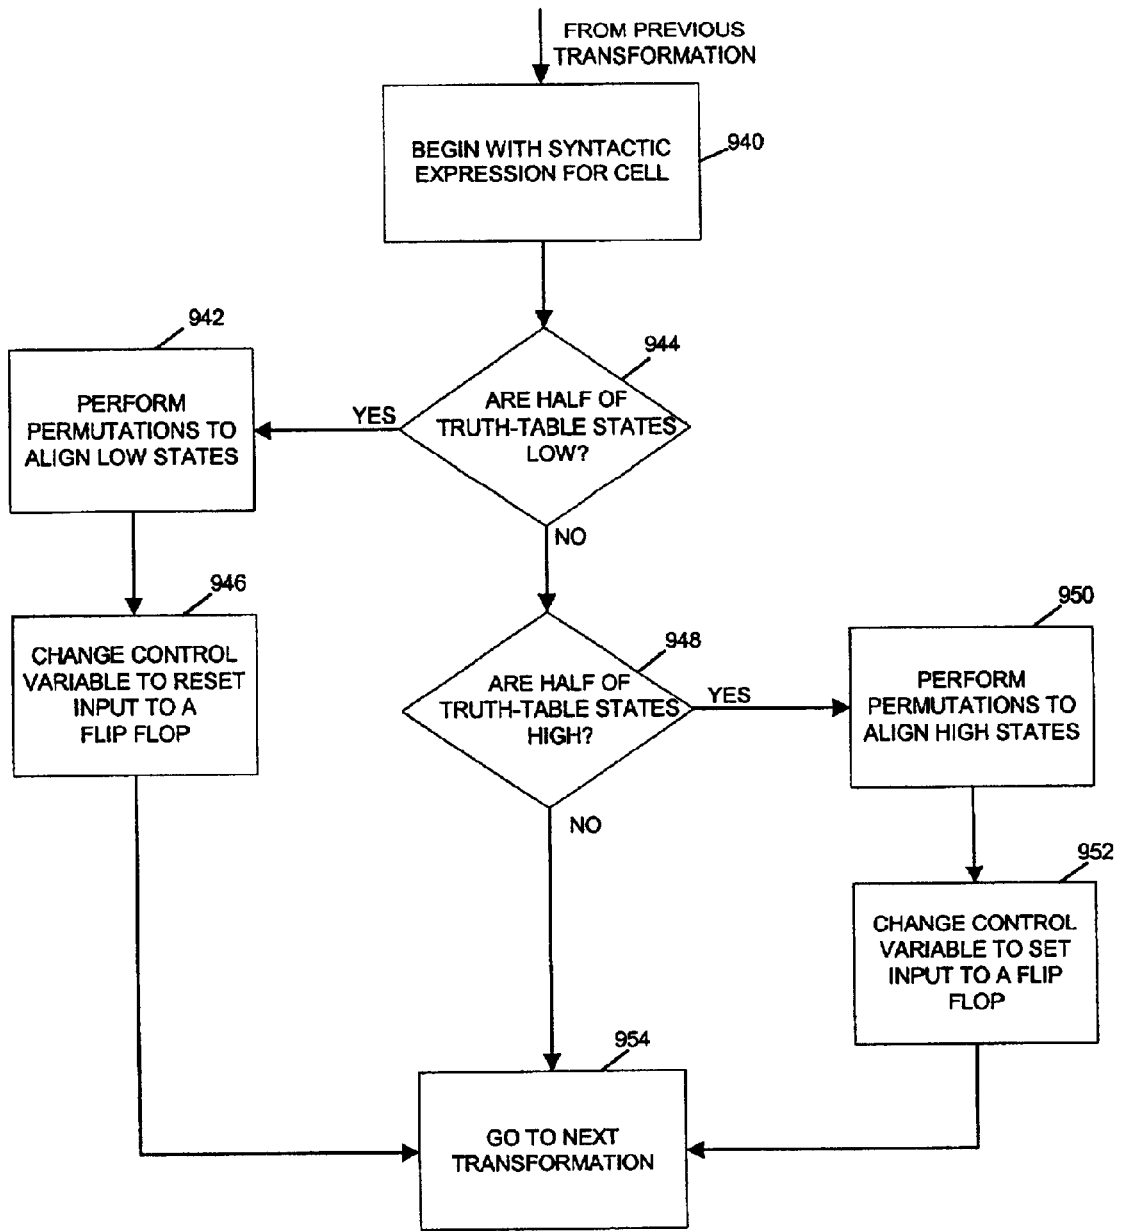 FROM PREVIOUS
TRANSFORMATION
BEGIN WITH SYNTACTIC
EXPRESSION FOR CELL
940
942
PERFORM
PERMUTATIONS TO
ALIGN LOW STATES
YES
944
ARE HALF OF
TRUTH-TABLE STATES
LOW?
NO
946
CHANGE CONTROL
VARIABLE TO RESET
INPUT TO A
FLIP FLOP
948
ARE HALF OF
TRUTH-TABLE STATES
HIGH?
YES
NO
950
PERFORM
PERMUTATIONS TO
ALIGN HIGH STATES
952
CHANGE CONTROL
VARIABLE TO SET
INPUT TO A FLIP
FLOP
954
GO TO NEXT
TRANSFORMATION